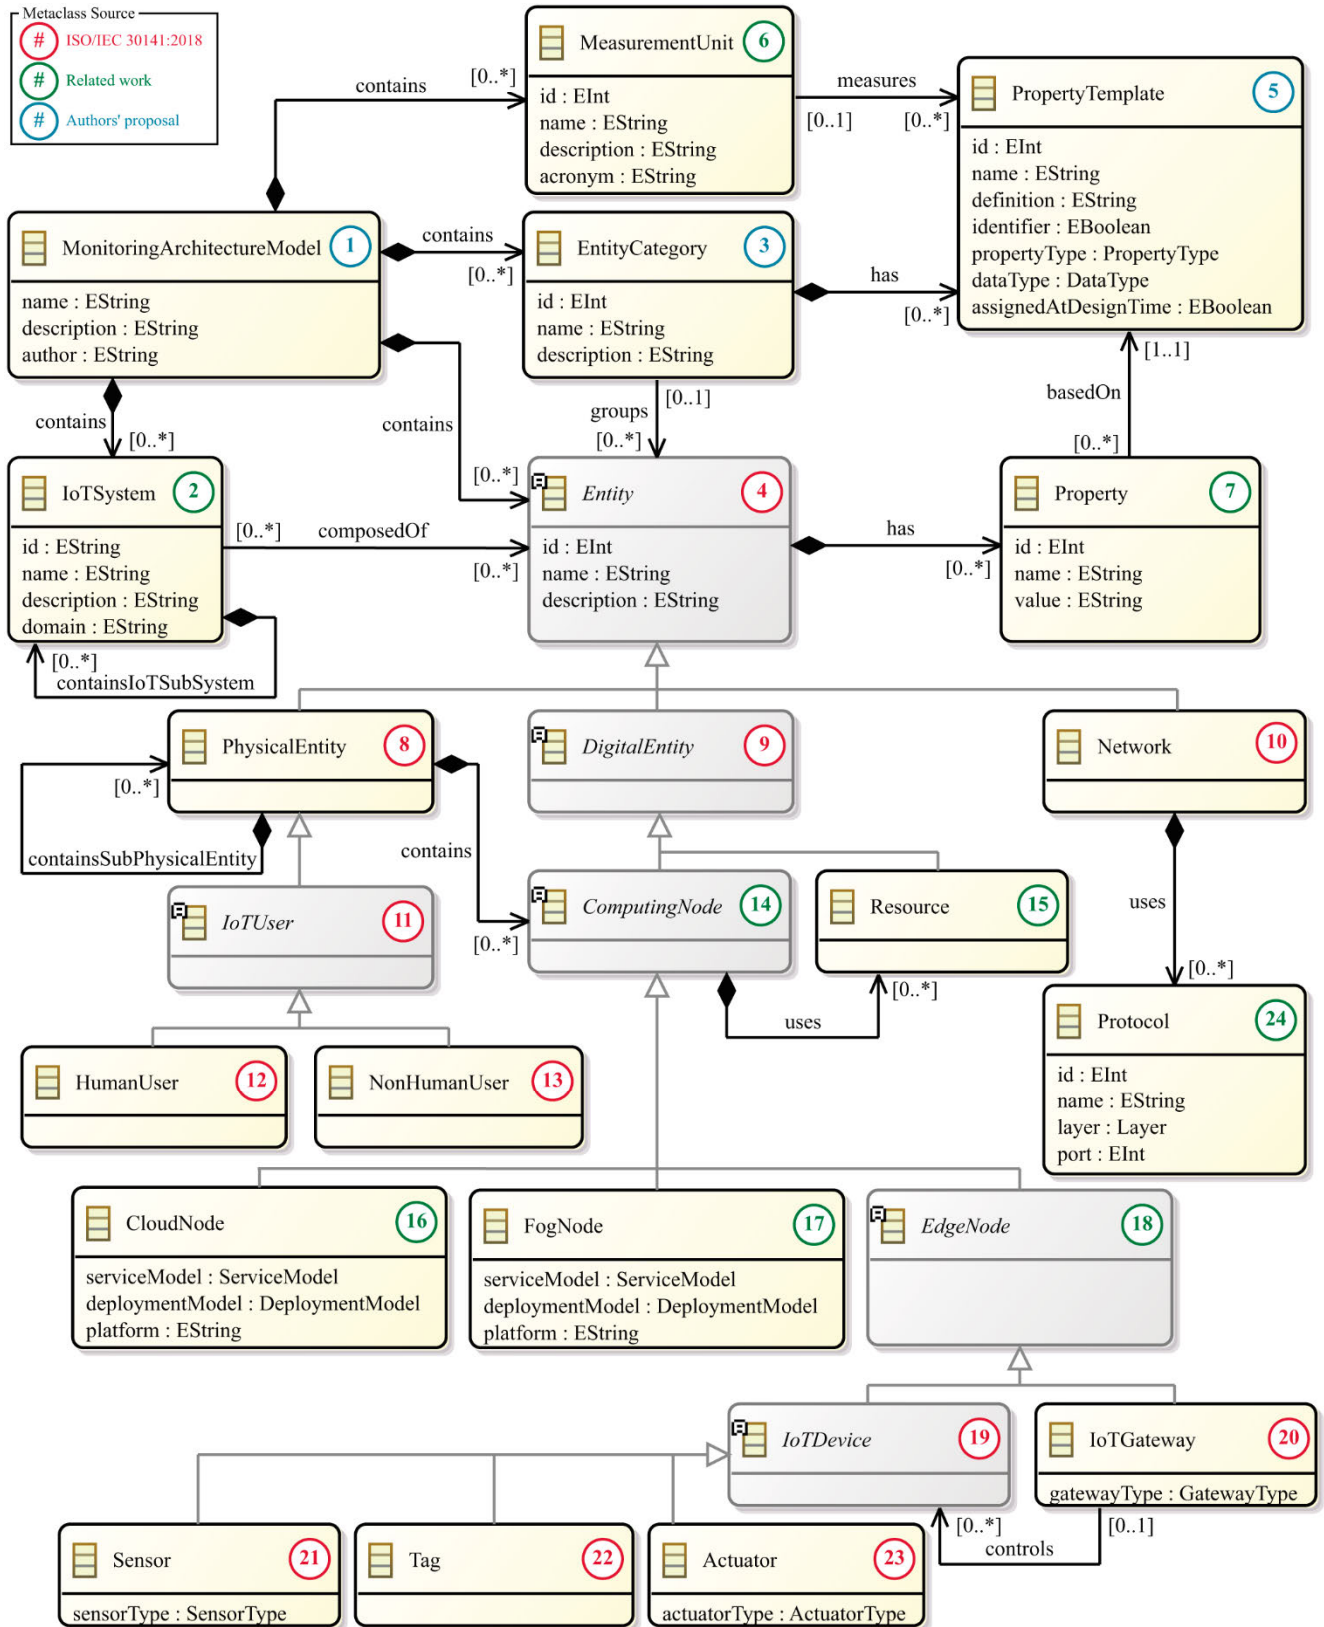 Metaclass Source
# ISO/IEC 30141:2018
# Related work
# Authors' proposal
MeasurementUnit 6
id : EInt
name : EString
description : EString
acronym : EString
contains
[0..*]
measures
[0..1]
[0..*]
PropertyTemplate 5
id : EInt
name : EString
definition : EString
identifier : EBoolean
propertyType : PropertyType
dataType : DataType
assignedAtDesignTime : EBoolean
MonitoringArchitectureModel 1
name : EString
description : EString
author : EString
contains
[0..*]
EntityCategory 3
id : EInt
name : EString
description : EString
has
[0..*]
[1..1]
basedOn
[0..*]
contains
[0..*]
contains
[0..*]
groups
[0..1]
[0..*]
IoTSystem 2
id : EString
name : EString
description : EString
domain : EString
[0..*]
composedOf
[0..*]
Entity 4
id : EInt
name : EString
description : EString
has
[0..*]
Property 7
id : EInt
name : EString
value : EString
[0..*]
containsIoTSubSystem
PhysicalEntity 8
[0..*]
containsSubPhysicalEntity
DigitalEntity 9
Network 10
contains
[0..*]
IoTUser 11
ComputingNode 14
Resource 15
uses
[0..*]
uses
[0..*]
HumanUser 12
NonHumanUser 13
Protocol 24
id : EInt
name : EString
layer : Layer
port : EInt
CloudNode 16
serviceModel : ServiceModel
deploymentModel : DeploymentModel
platform : EString
FogNode 17
serviceModel : ServiceModel
deploymentModel : DeploymentModel
platform : EString
EdgeNode 18
IoTDevice 19
IoTGateway 20
gatewayType : GatewayType
[0..*]
[0..1]
controls
Sensor 21
sensorType : SensorType
Tag 22
Actuator 23
actuatorType : ActuatorType